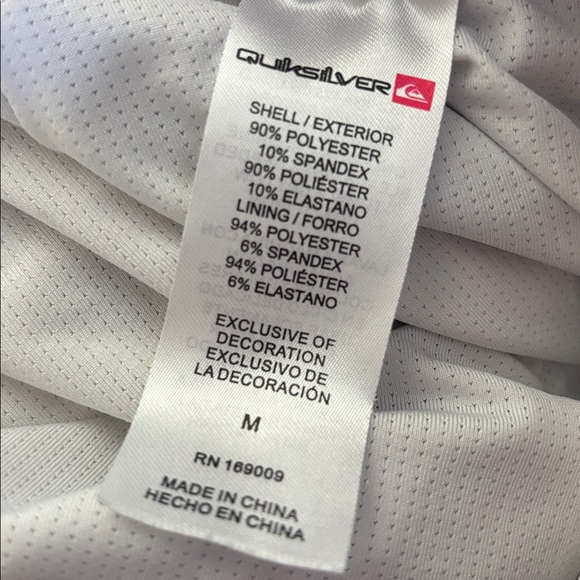 QUIKSILVER
SHELL / EXTERIOR
90% POLYESTER
10% SPANDEX
90% POLIÉSTER
10% ELASTANO
LINING / FORRO
94% POLYESTER
6% SPANDEX
94% POLIÉSTER
6% ELASTANO
EXCLUSIVE OF
DECORATION
EXCLUSIVO DE
LA DECORACIÓN
M
RN 169009
MADE IN CHINA
HECHO EN CHINA